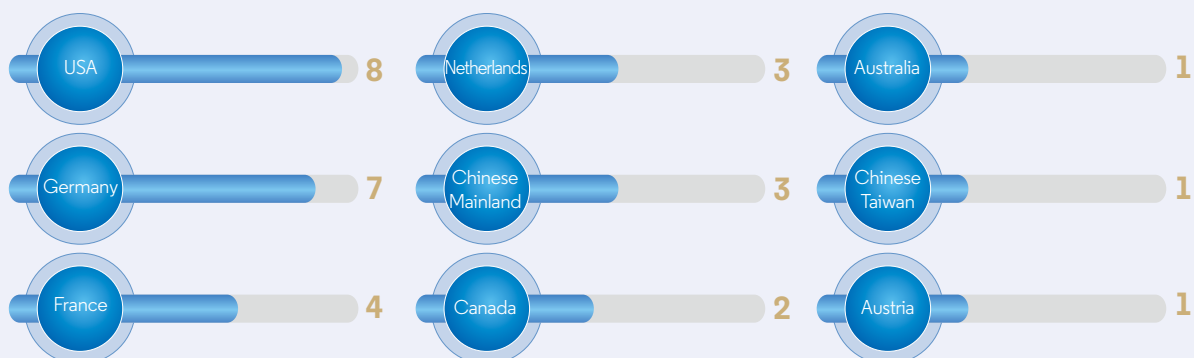 USA 8
Netherlands 3
Australia 1
Germany 7
Chinese
Mainland 3
Chinese
Taiwan 1
France 4
Canada 2
Austria 1